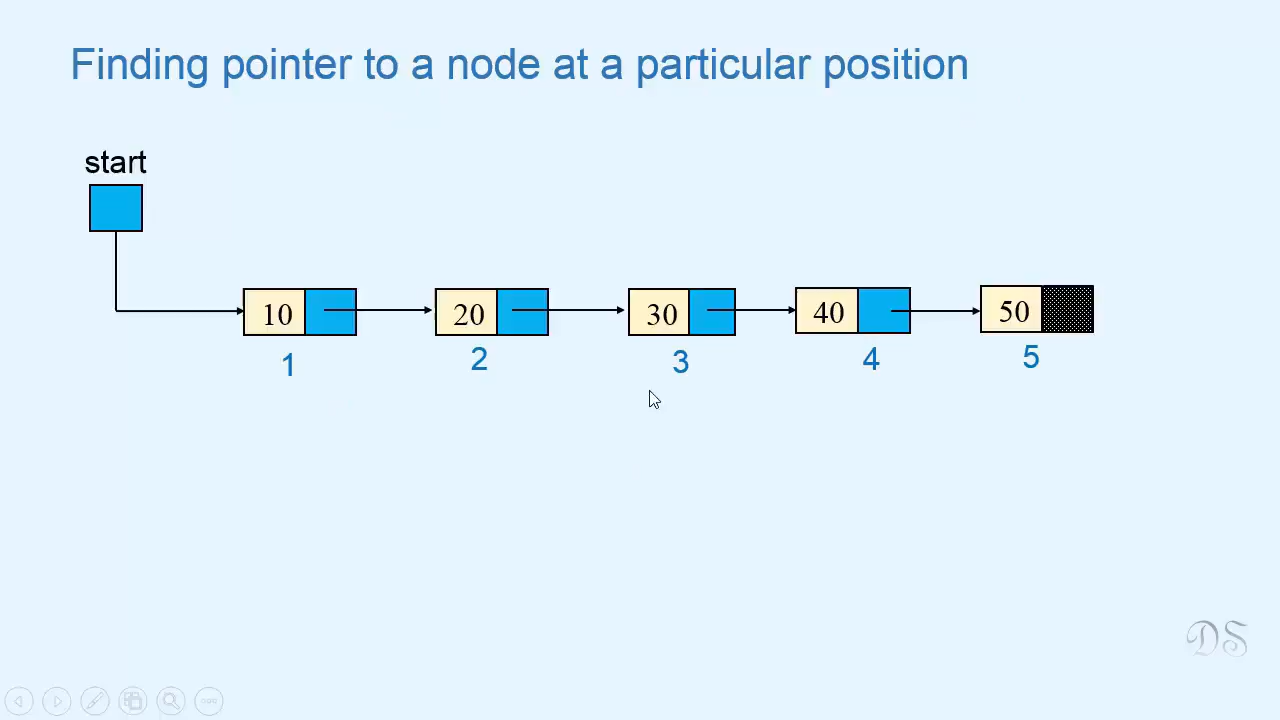 Finding pointer to a node at a particular position
start
10 20 30 40 50
1 2 3 4 5
DS